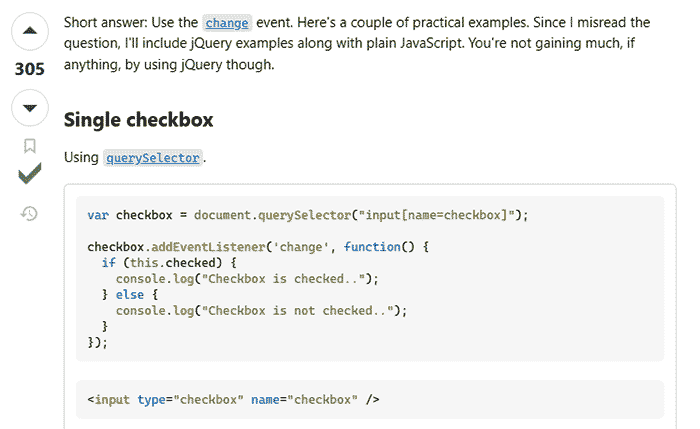 Short answer: Use the change event. Here's a couple of practical examples. Since I misread the
question, I'll include jQuery examples along with plain JavaScript. You're not gaining much, if
anything, by using jQuery though.
305
Single checkbox
Using querySelector.
var checkbox = document.querySelector("input[name=checkbox]");
checkbox.addEventListener('change', function() {
  if (this.checked) {
    console.log("Checkbox is checked..");
  } else {
    console.log("Checkbox is not checked..");
  }
});
<input type="checkbox" name="checkbox" />